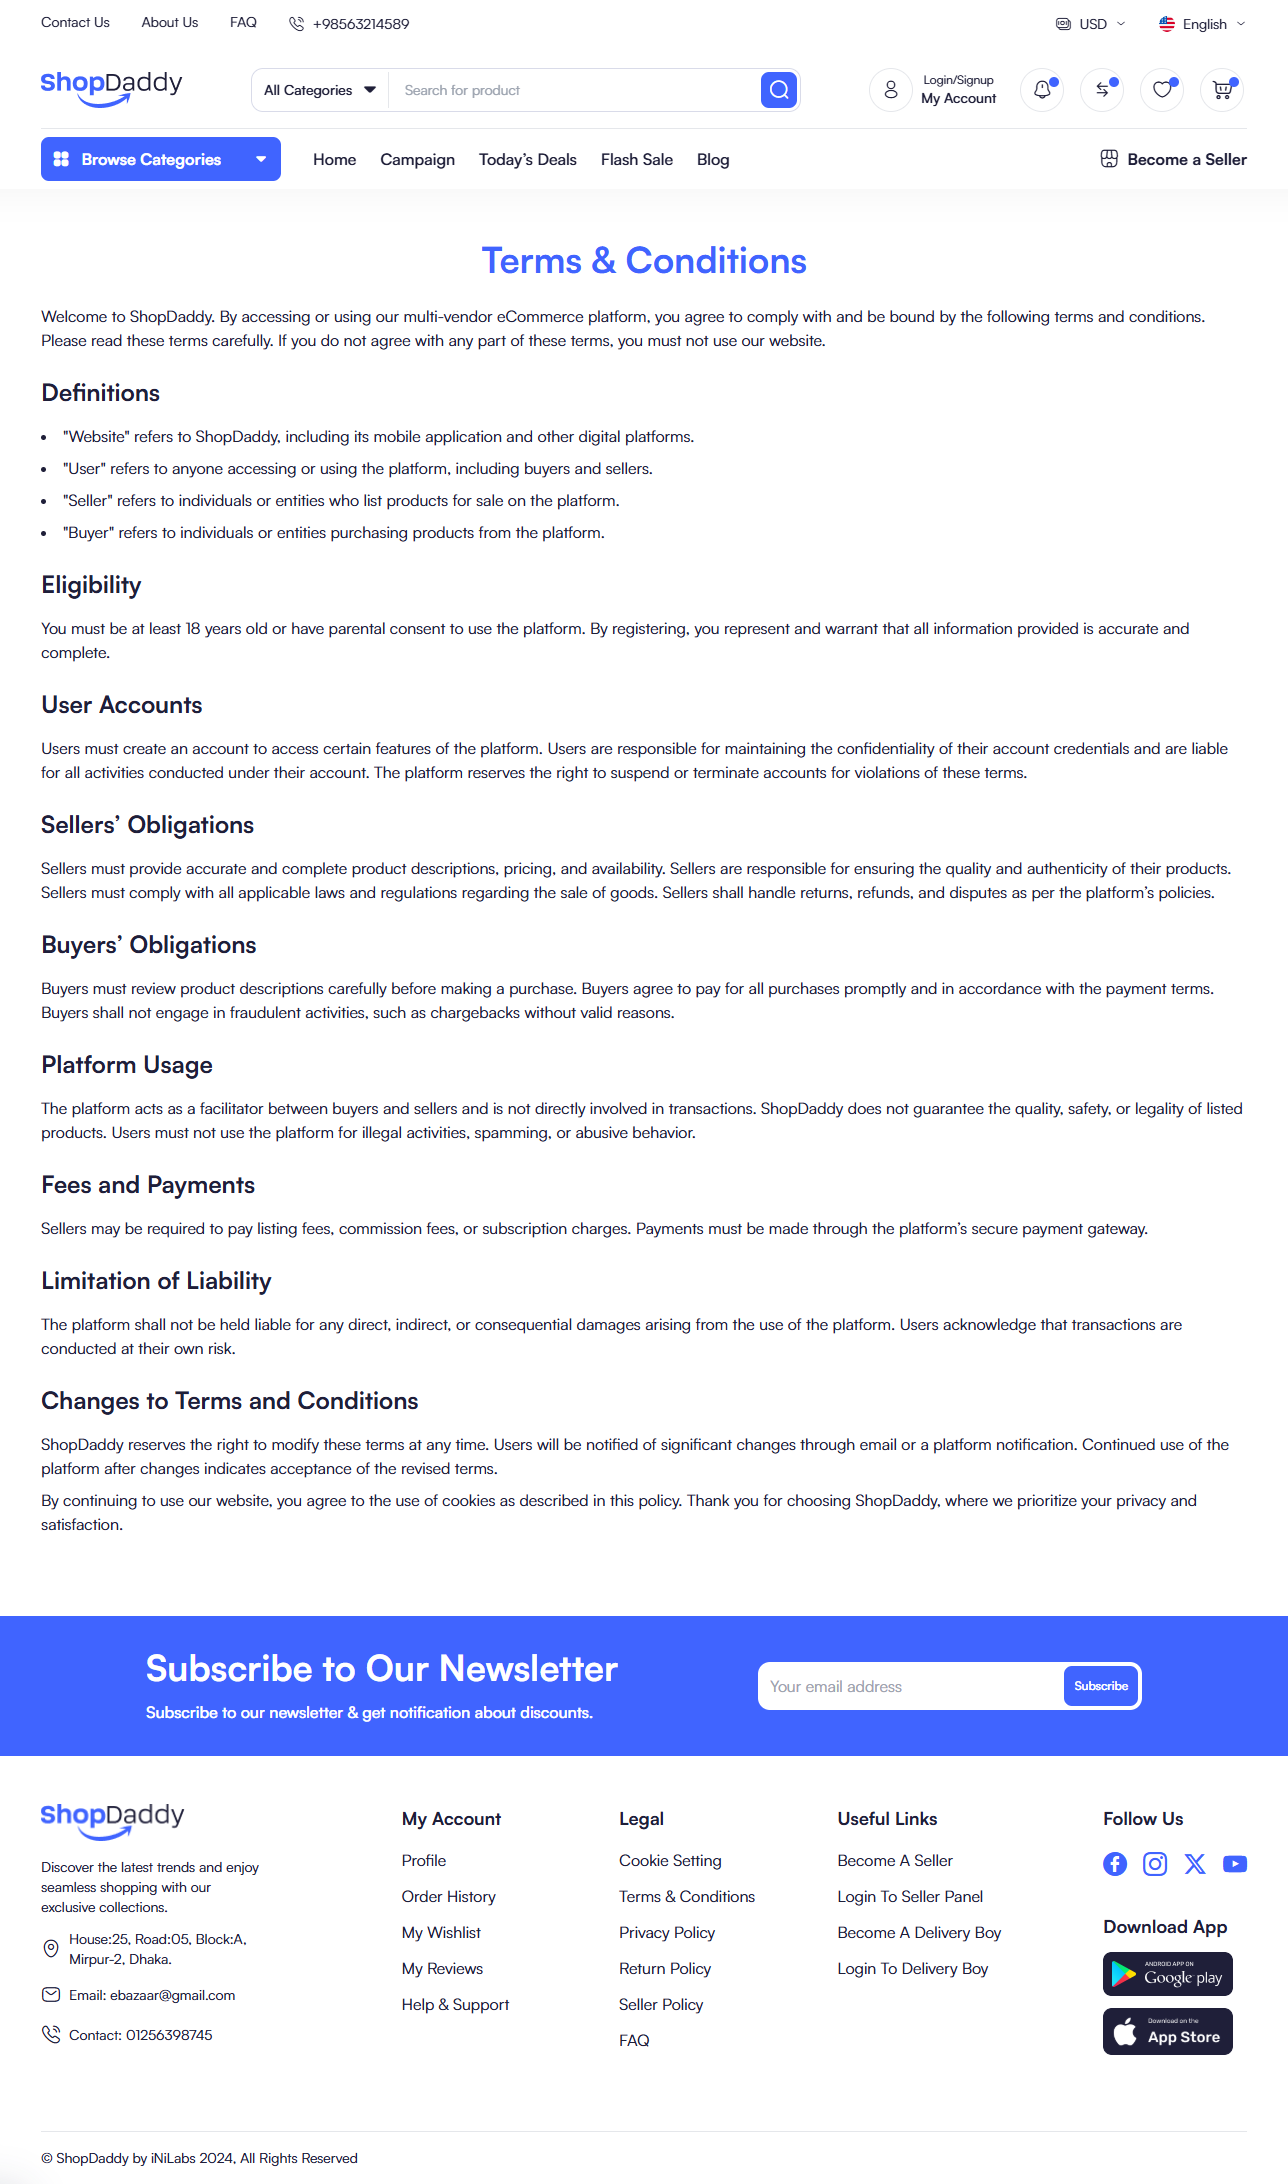 Contact Us About Us FAQ +98563214589 USD English
ShopDaddy All Categories Search for product Login/Signup
My Account
Browse Categories Home Campaign Today’s Deals Flash Sale Blog Become a Seller
Terms & Conditions
Welcome to ShopDaddy. By accessing or using our multi-vendor eCommerce platform, you agree to comply with and be bound by the following terms and conditions.
Please read these terms carefully. If you do not agree with any part of these terms, you must not use our website.
Definitions
• "Website" refers to ShopDaddy, including its mobile application and other digital platforms.
• "User" refers to anyone accessing or using the platform, including buyers and sellers.
• "Seller" refers to individuals or entities who list products for sale on the platform.
• "Buyer" refers to individuals or entities purchasing products from the platform.
Eligibility
You must be at least 18 years old or have parental consent to use the platform. By registering, you represent and warrant that all information provided is accurate and
complete.
User Accounts
Users must create an account to access certain features of the platform. Users are responsible for maintaining the confidentiality of their account credentials and are liable
for all activities conducted under their account. The platform reserves the right to suspend or terminate accounts for violations of these terms.
Sellers’ Obligations
Sellers must provide accurate and complete product descriptions, pricing, and availability. Sellers are responsible for ensuring the quality and authenticity of their products.
Sellers must comply with all applicable laws and regulations regarding the sale of goods. Sellers shall handle returns, refunds, and disputes as per the platform’s policies.
Buyers’ Obligations
Buyers must review product descriptions carefully before making a purchase. Buyers agree to pay for all purchases promptly and in accordance with the payment terms.
Buyers shall not engage in fraudulent activities, such as chargebacks without valid reasons.
Platform Usage
The platform acts as a facilitator between buyers and sellers and is not directly involved in transactions. ShopDaddy does not guarantee the quality, safety, or legality of listed
products. Users must not use the platform for illegal activities, spamming, or abusive behavior.
Fees and Payments
Sellers may be required to pay listing fees, commission fees, or subscription charges. Payments must be made through the platform’s secure payment gateway.
Limitation of Liability
The platform shall not be held liable for any direct, indirect, or consequential damages arising from the use of the platform. Users acknowledge that transactions are
conducted at their own risk.
Changes to Terms and Conditions
ShopDaddy reserves the right to modify these terms at any time. Users will be notified of significant changes through email or a platform notification. Continued use of the
platform after changes indicates acceptance of the revised terms.
By continuing to use our website, you agree to the use of cookies as described in this policy. Thank you for choosing ShopDaddy, where we prioritize your privacy and
satisfaction.
Subscribe to Our Newsletter
Subscribe to our newsletter & get notification about discounts.
Your email address Subscribe
ShopDaddy
Discover the latest trends and enjoy
seamless shopping with our
exclusive collections.
House:25, Road:05, Block:A,
Mirpur-2, Dhaka.
Email: ebazaar@gmail.com
Contact: 01256398745
My Account
Profile
Order History
My Wishlist
My Reviews
Help & Support
Legal
Cookie Setting
Terms & Conditions
Privacy Policy
Return Policy
Seller Policy
FAQ
Useful Links
Become A Seller
Login To Seller Panel
Become A Delivery Boy
Login To Delivery Boy
Follow Us
Download App
ANDROID APP ON
Google play
Download on the
App Store
© ShopDaddy by iNiLabs 2024, All Rights Reserved